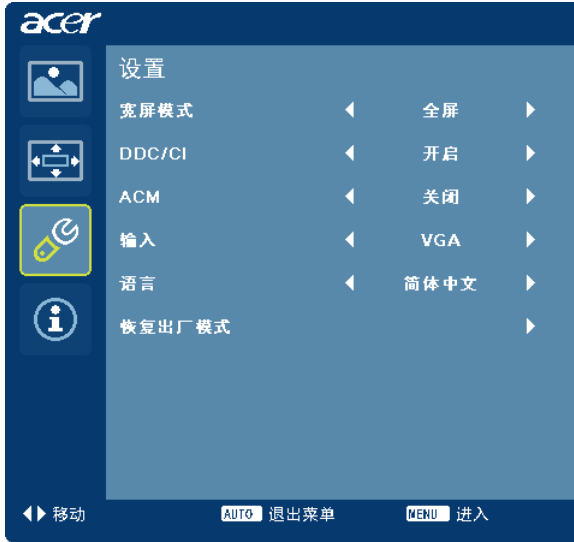 acer
设置
宽屏模式 全屏
DDC/CI 开启
ACM 关闭
输入 VGA
语言 简体中文
恢复出厂模式
移动 AUTO 退出菜单 MENU 进入